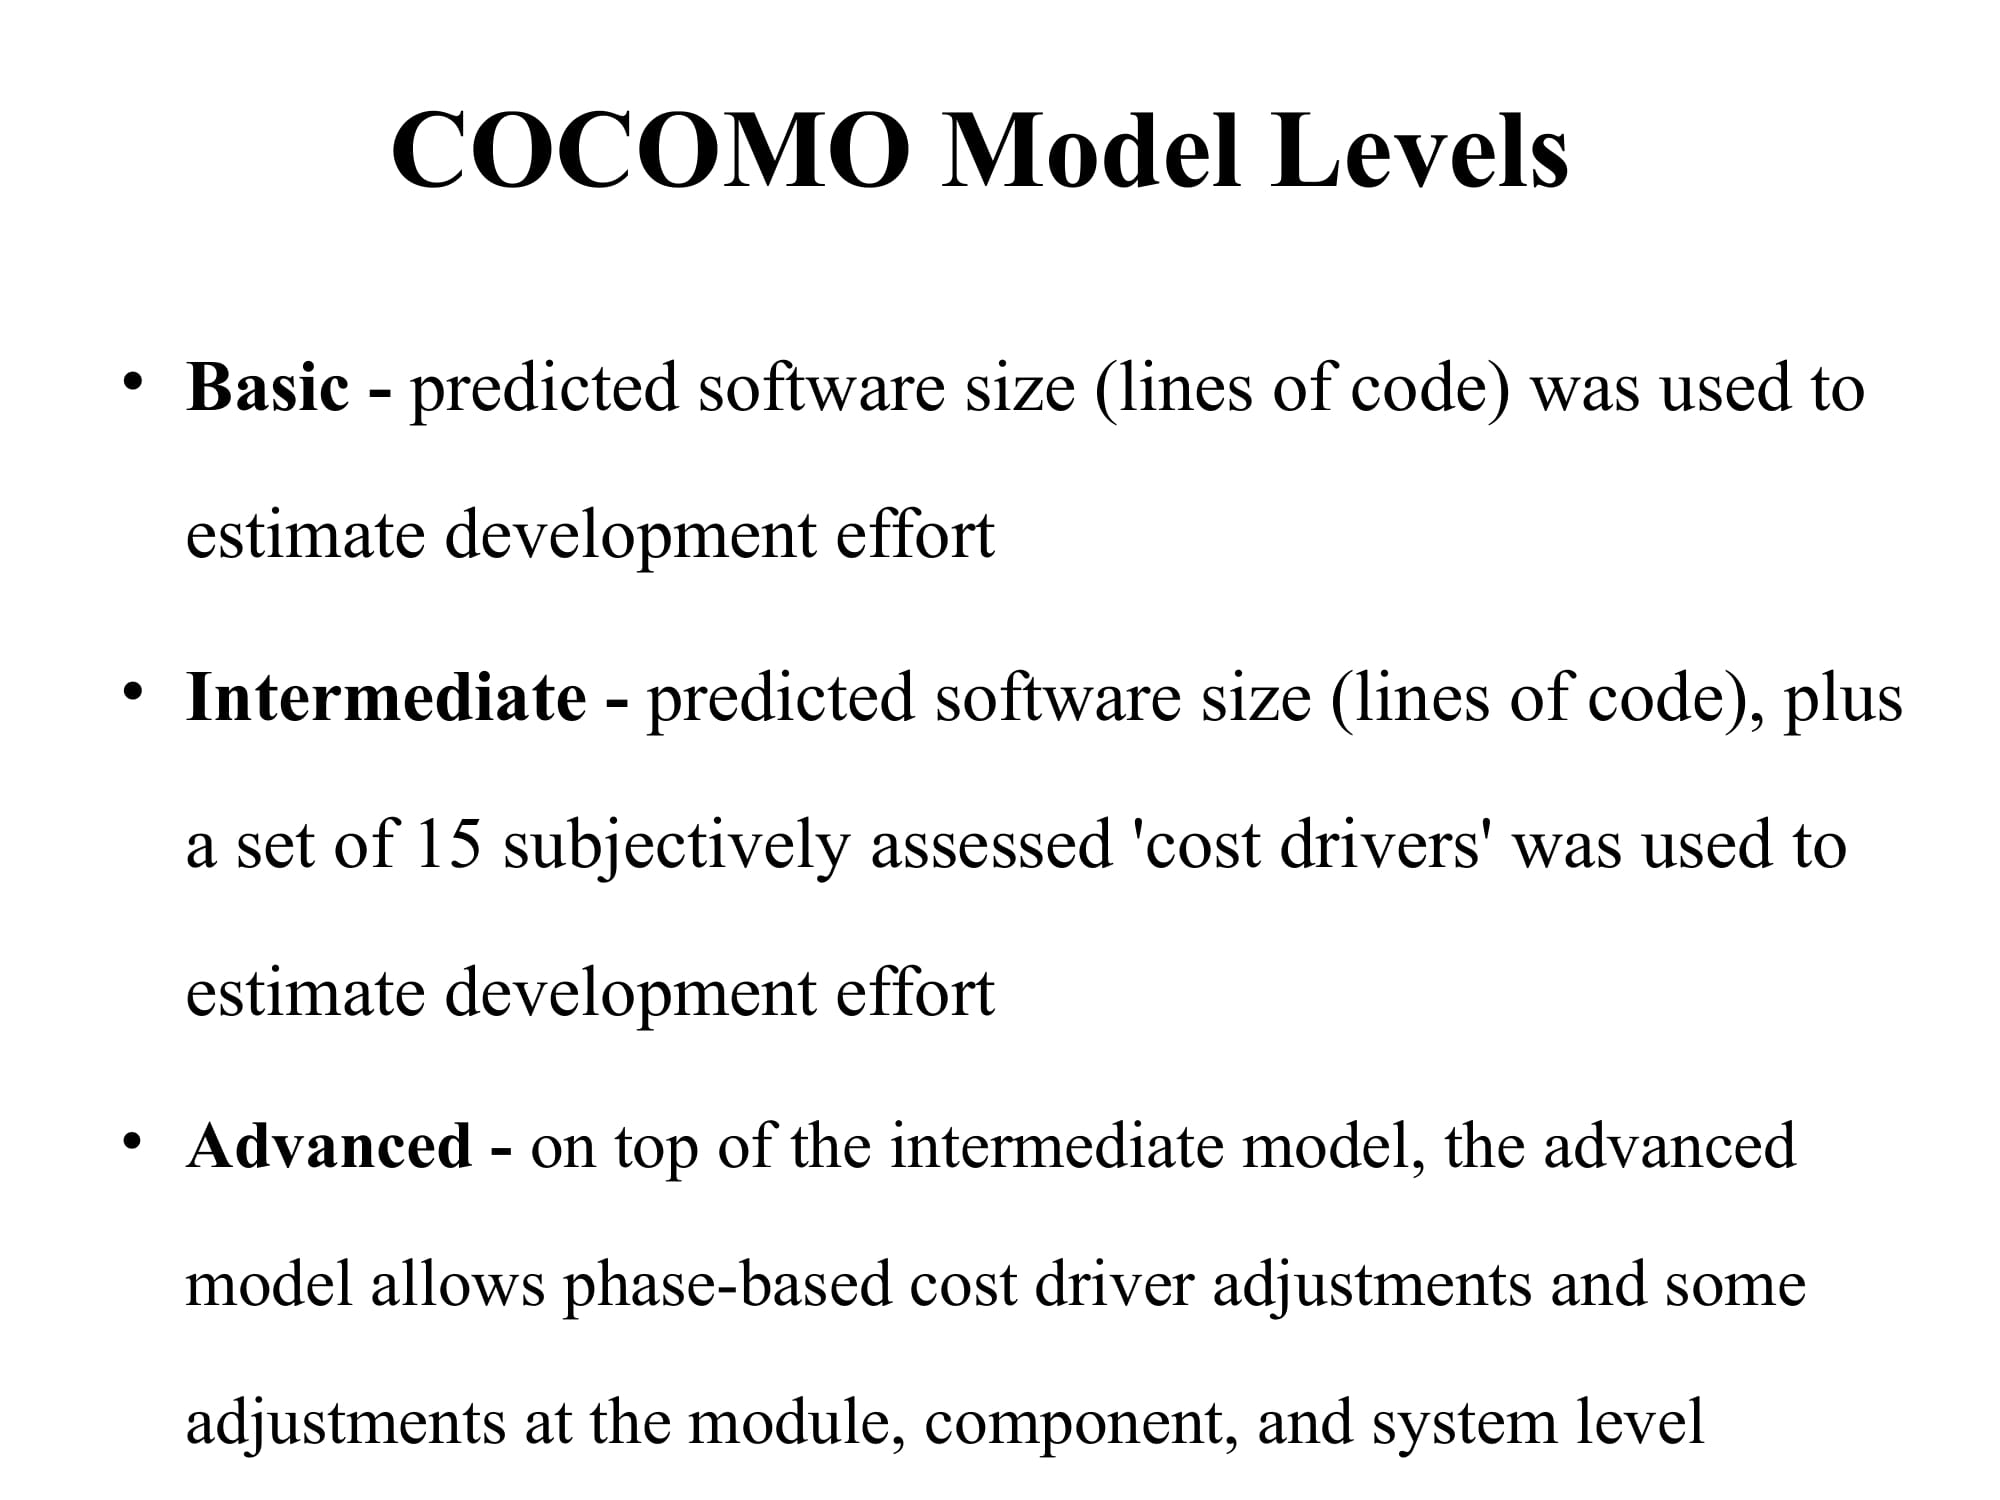 COCOMO Model Levels
• Basic - predicted software size (lines of code) was used to
estimate development effort
• Intermediate - predicted software size (lines of code), plus
a set of 15 subjectively assessed 'cost drivers' was used to
estimate development effort
• Advanced - on top of the intermediate model, the advanced
model allows phase-based cost driver adjustments and some
adjustments at the module, component, and system level